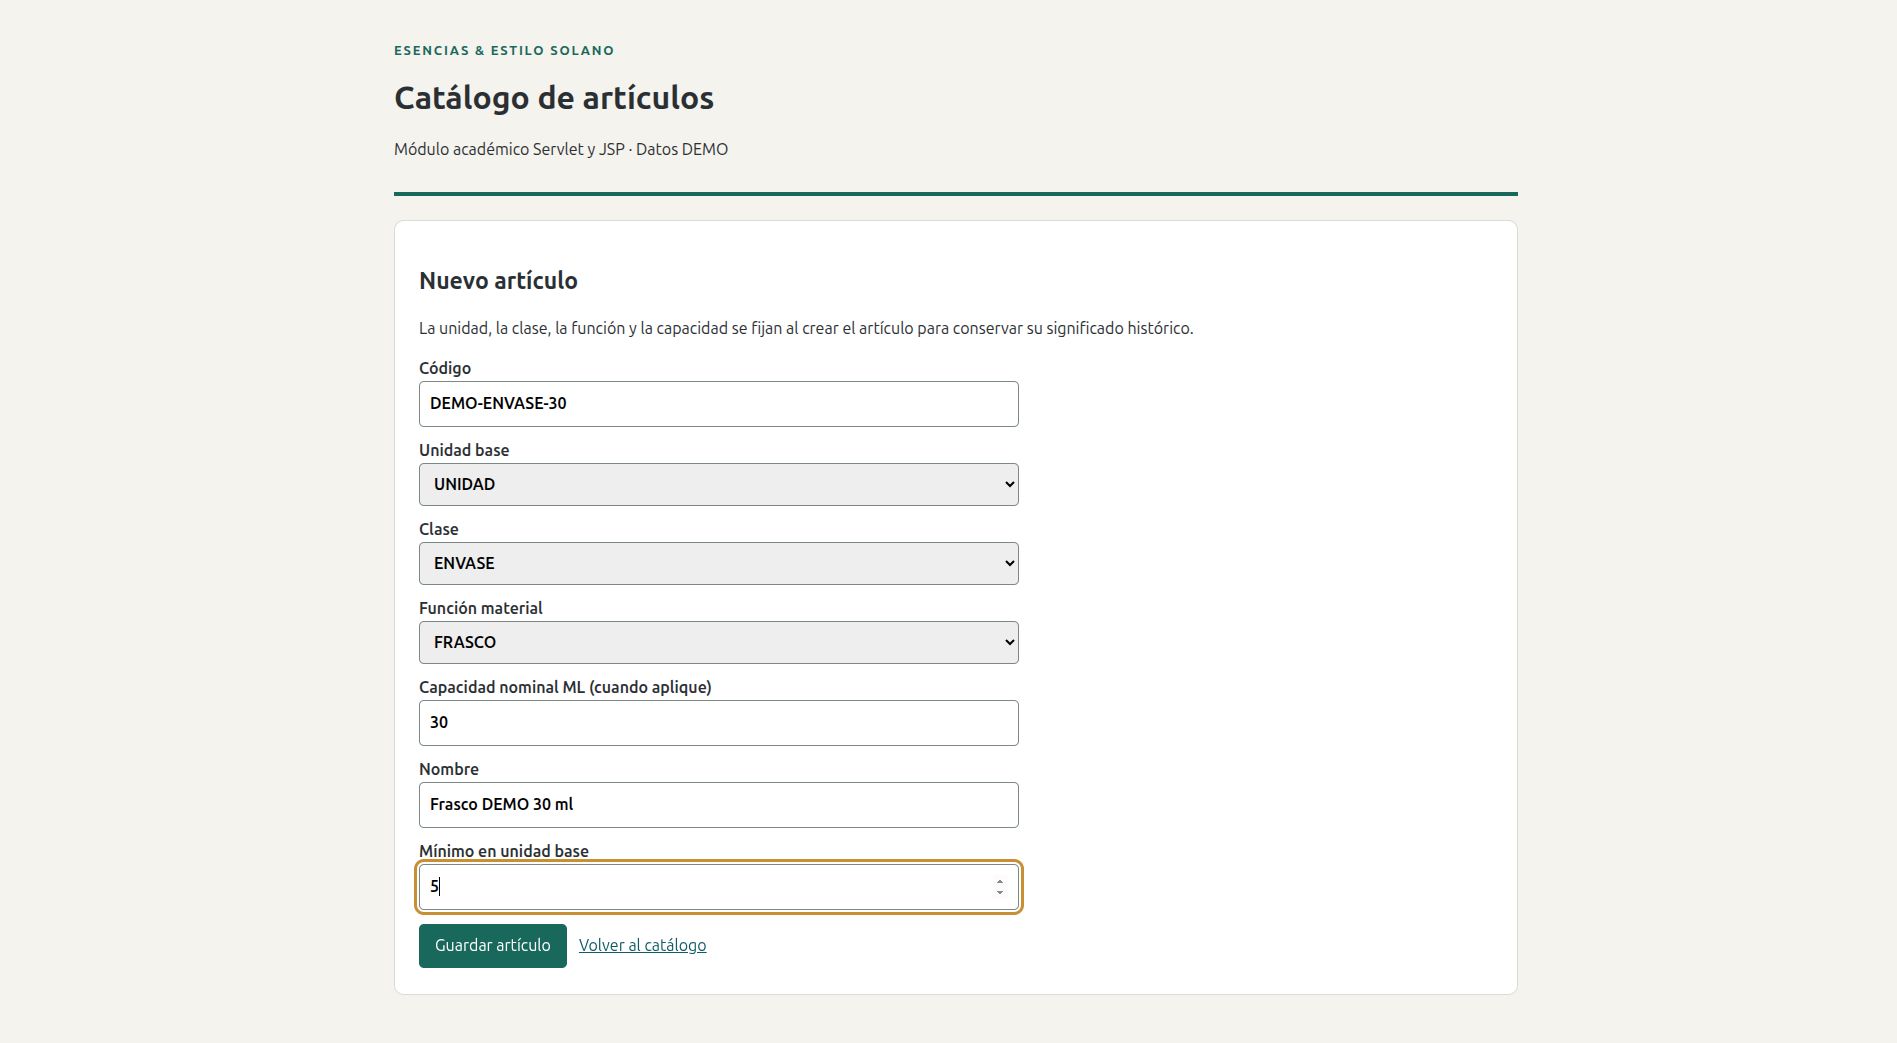 ESENCIAS & ESTILO SOLANO
Catálogo de artículos
Módulo académico Servlet y JSP · Datos DEMO
Nuevo artículo
La unidad, la clase, la función y la capacidad se fijan al crear el artículo para conservar su significado histórico.
Código
DEMO-ENVASE-30
Unidad base
UNIDAD
Clase
ENVASE
Función material
FRASCO
Capacidad nominal ML (cuando aplique)
30
Nombre
Frasco DEMO 30 ml
Mínimo en unidad base
5
Guardar artículo Volver al catálogo